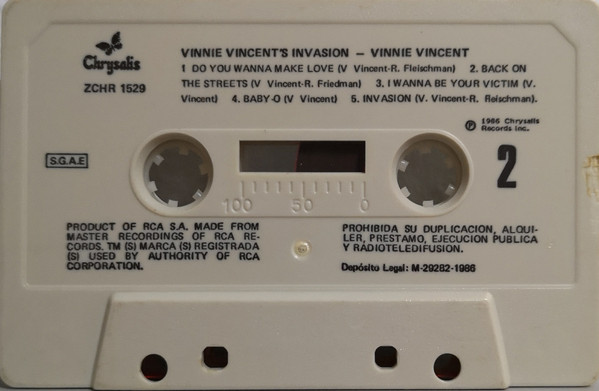 Chrysalis
ZCHR 1529
VINNIE VINCENT'S INVASION — VINNIE VINCENT
1 DO YOU WANNA MAKE LOVE (V Vincent-R. Fleischman) 2. BACK ON
THE STREETS (V Vincent-R. Friedman) 3. I WANNA BE YOUR VICTIM (V.
Vincent) 4. BABY-O (V Vincent) 5. INVASION (V. Vincent-R. Fleischman).
℗ 1986 Chrysalis
Records Inc.
S.G.A.E
2
100 50 0
PRODUCT OF RCA S.A. MADE FROM
MASTER RECORDINGS OF RCA RE-
CORDS. TM (S) MARCA (S) REGISTRADA
(S) USED BY AUTHORITY OF RCA
CORPORATION.
PROHIBIDA SU DUPLICACION, ALQUI-
LER, PRESTAMO, EJECUCION PUBLICA
Y RADIOTELEDIFUSION.
Depósito Legal: M-29282-1986